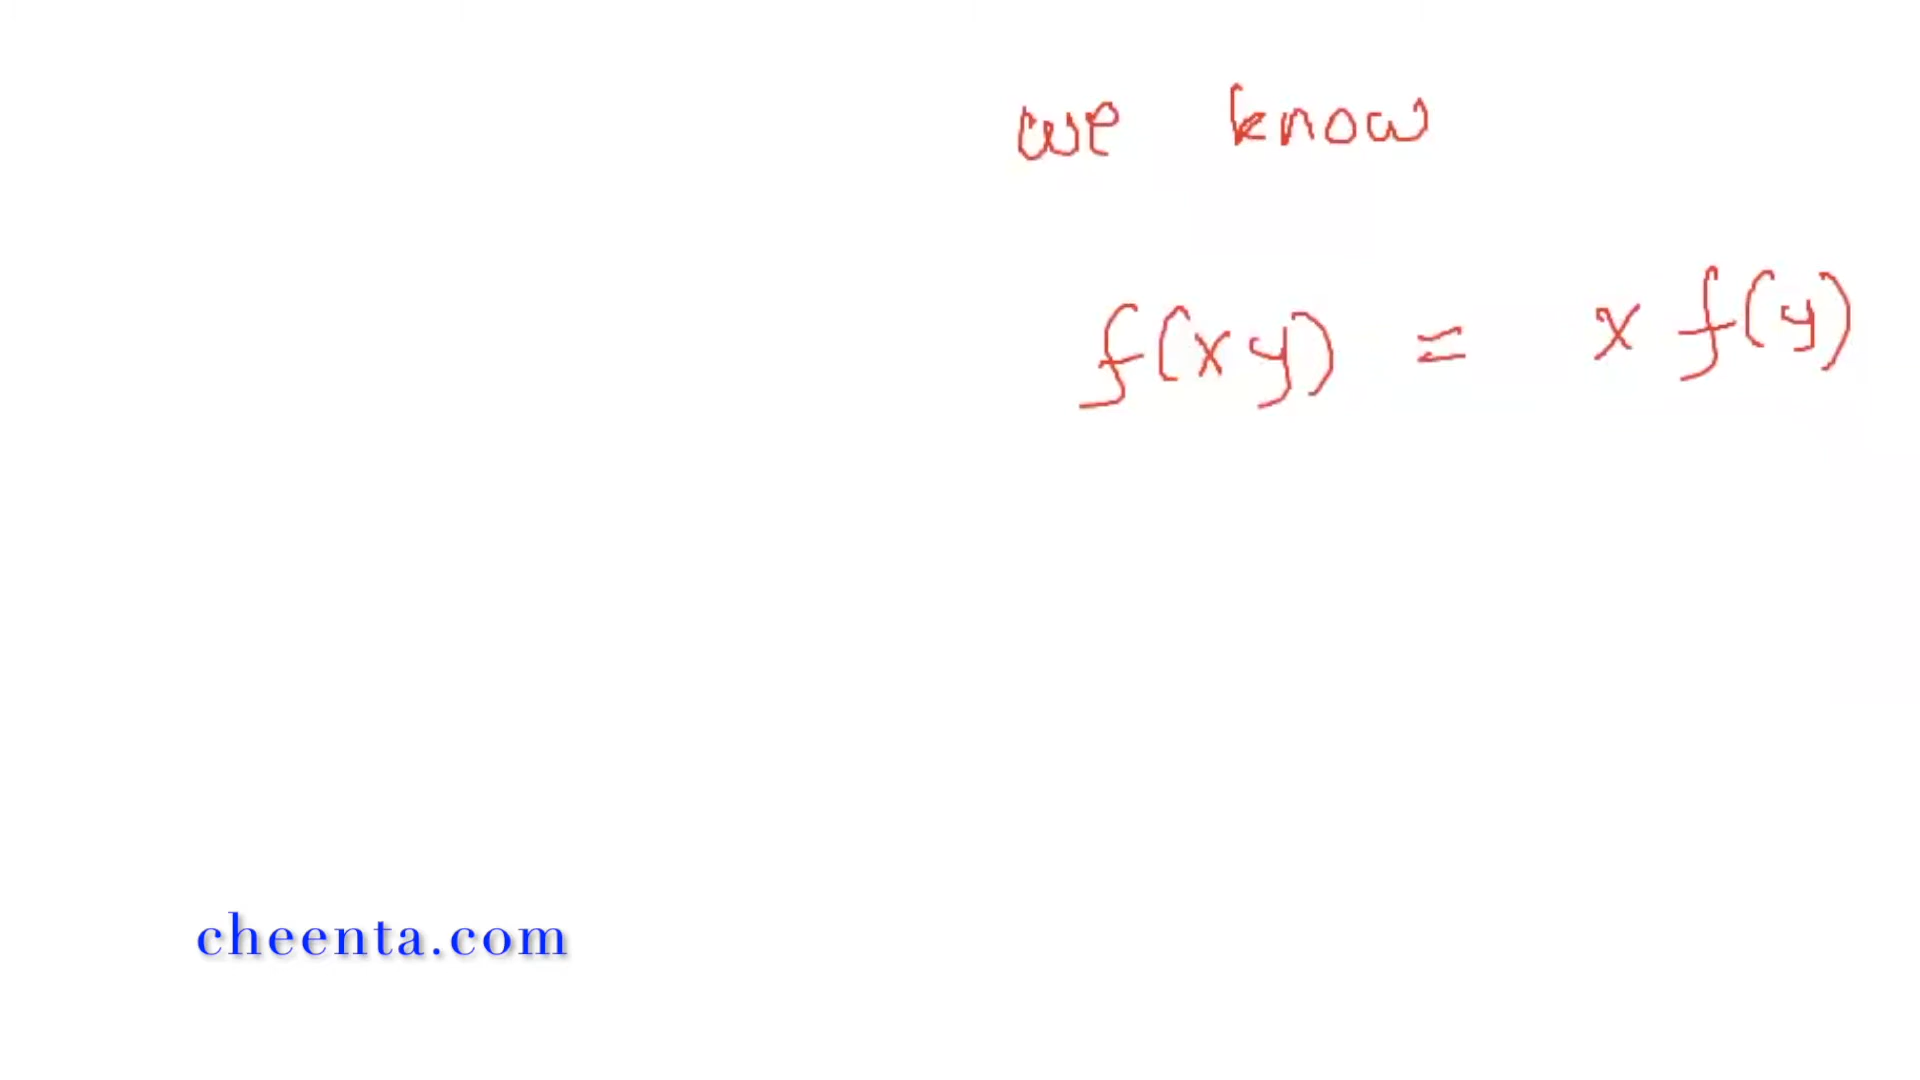 we know
f(xy) = x f(y)
cheenta.com